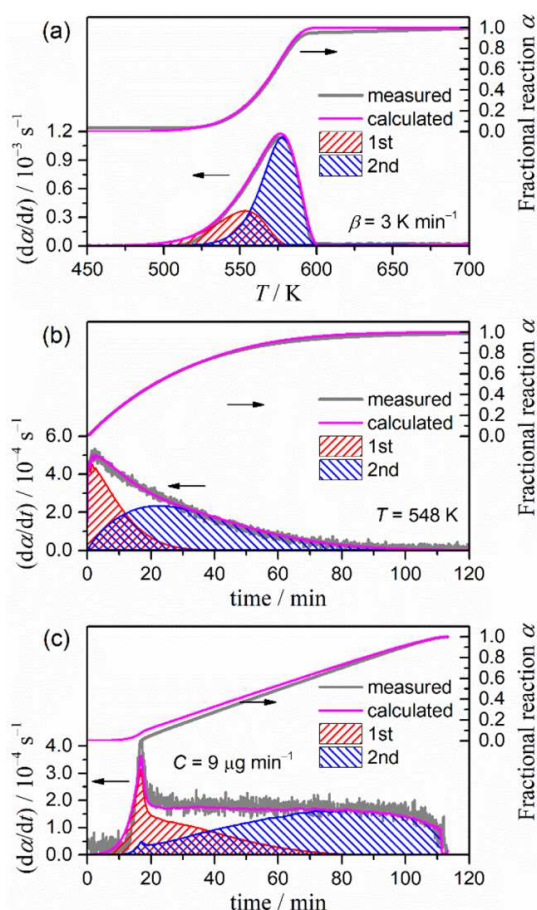 (a)
1.0
0.8
0.6
0.4
0.2
0.0
Fractional reaction α
measured
calculated
1st
2nd
1.2
0.9
0.6
0.3
0.0
(dα/dt) / 10⁻³ s⁻¹
β = 3 K min⁻¹
450 500 550 600 650 700
T / K
(b)
1.0
0.8
0.6
0.4
0.2
0.0
Fractional reaction α
measured
calculated
1st
2nd
6.0
4.0
2.0
0.0
(dα/dt) / 10⁻⁴ s⁻¹
T = 548 K
0 20 40 60 80 100 120
time / min
(c)
1.0
0.8
0.6
0.4
0.2
0.0
Fractional reaction α
measured
calculated
1st
2nd
C = 9 μg min⁻¹
4.0
3.0
2.0
1.0
0.0
(dα/dt) / 10⁻⁴ s⁻¹
0 20 40 60 80 100 120
time / min